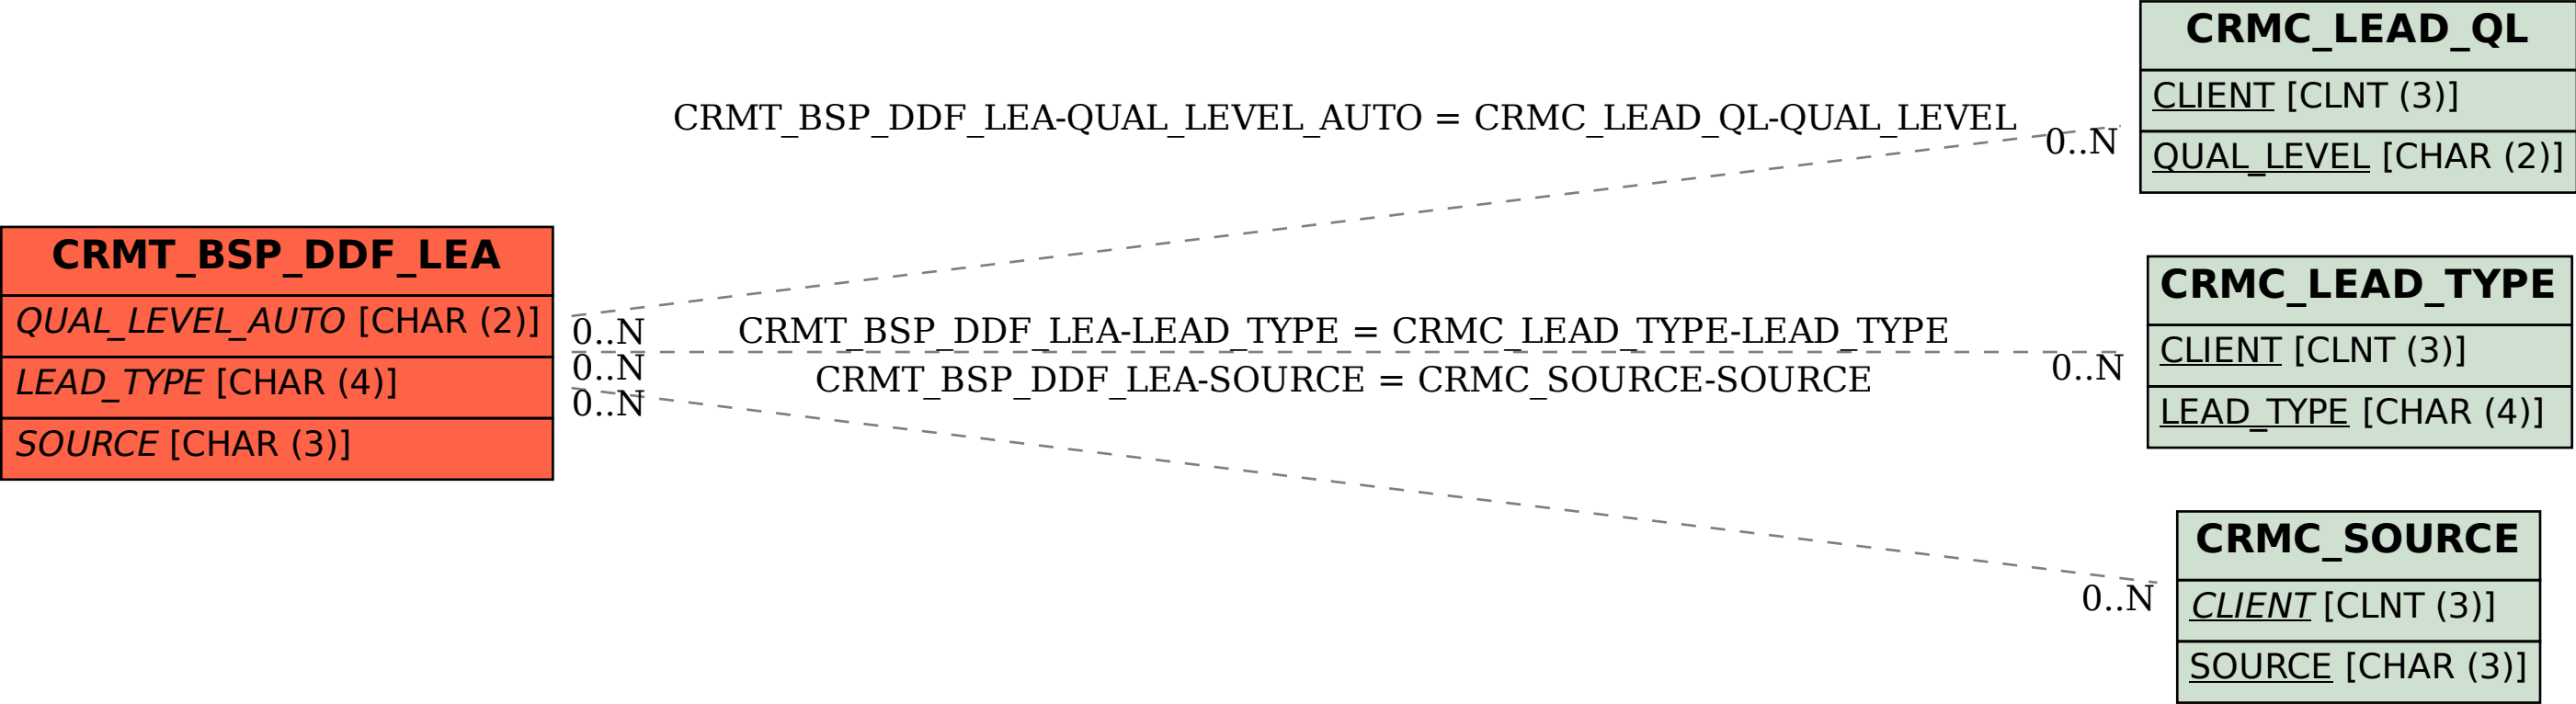 CRMC_LEAD_QL
CLIENT [CLNT (3)]
QUAL_LEVEL [CHAR (2)]
CRMT_BSP_DDF_LEA-QUAL_LEVEL_AUTO = CRMC_LEAD_QL-QUAL_LEVEL
0..N
CRMT_BSP_DDF_LEA
QUAL_LEVEL_AUTO [CHAR (2)]
LEAD_TYPE [CHAR (4)]
SOURCE [CHAR (3)]
0..N
0..N
0..N
CRMT_BSP_DDF_LEA-LEAD_TYPE = CRMC_LEAD_TYPE-LEAD_TYPE
CRMT_BSP_DDF_LEA-SOURCE = CRMC_SOURCE-SOURCE
0..N
CRMC_LEAD_TYPE
CLIENT [CLNT (3)]
LEAD_TYPE [CHAR (4)]
0..N
CRMC_SOURCE
CLIENT [CLNT (3)]
SOURCE [CHAR (3)]